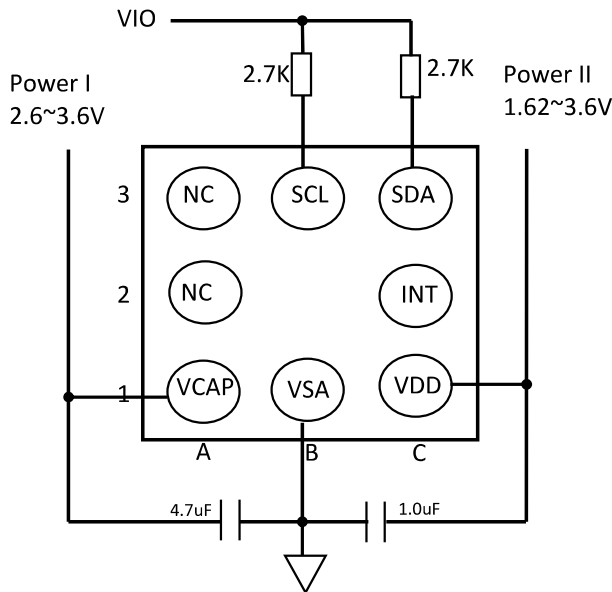 VIO
2.7K
2.7K
Power I
2.6~3.6V
Power II
1.62~3.6V
3
NC
SCL
SDA
2
NC
INT
1
VCAP
VSA
VDD
A
B
C
4.7uF
1.0uF